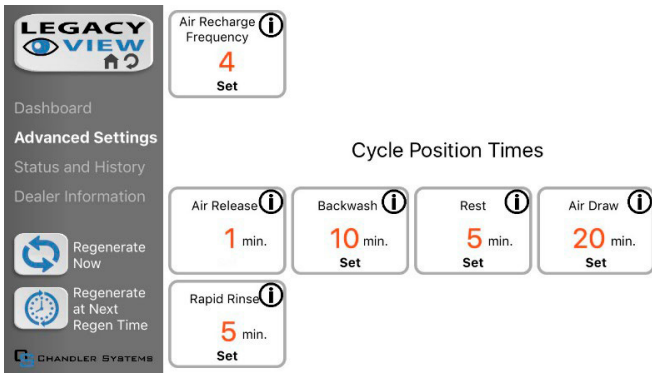 LEGACY
VIEW
Dashboard
Advanced Settings
Status and History
Dealer Information
Regenerate
Now
Regenerate
at Next
Regen Time
CHANDLER SYSTEMS
Air Recharge
Frequency
4
Set
Cycle Position Times
Air Release
1 min.
Backwash
10 min.
Set
Rest
5 min.
Set
Air Draw
20 min.
Set
Rapid Rinse
5 min.
Set